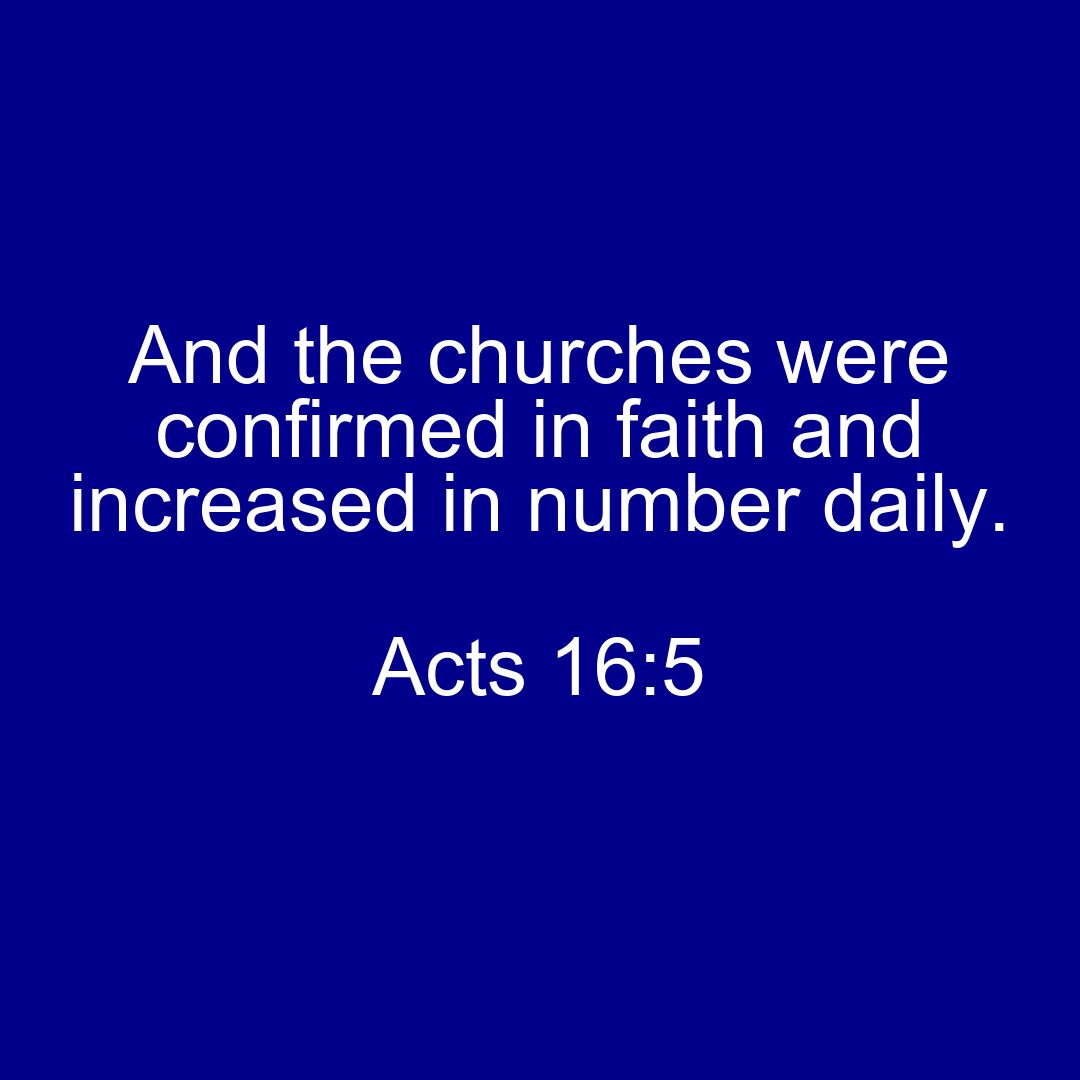 And the churches were
confirmed in faith and
increased in number daily.
Acts 16:5